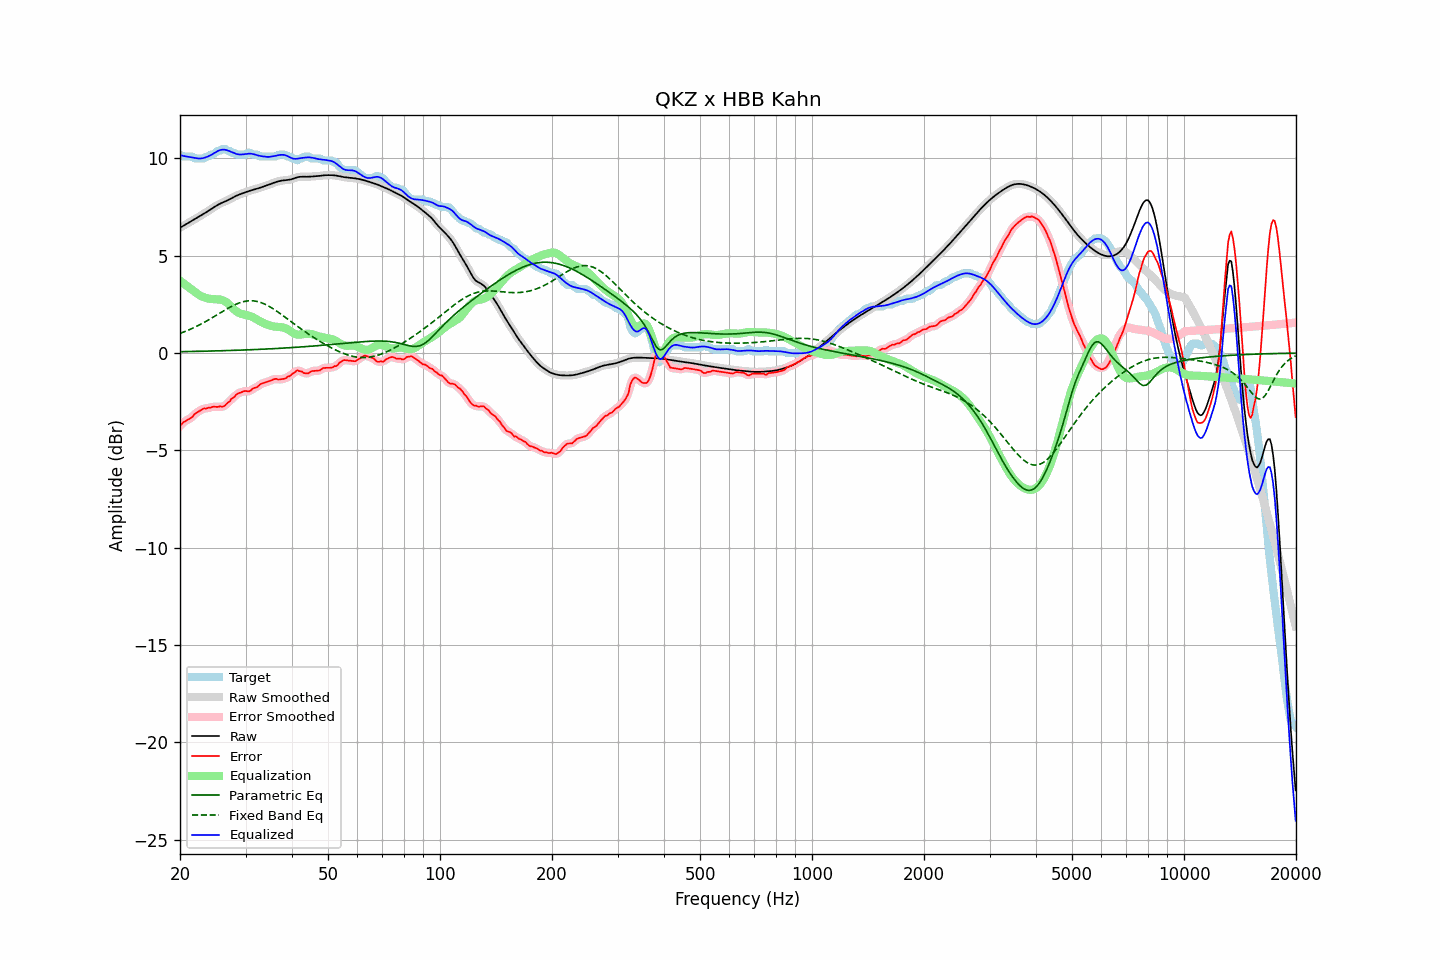 QKZ x HBB Kahn
Amplitude (dBr)
10
5
0
−5
−10
−15
−20
−25
Target
Raw Smoothed
Error Smoothed
Raw
Error
Equalization
Parametric Eq
Fixed Band Eq
Equalized
20 50 100 200 500 1000 2000 5000 10000 20000
Frequency (Hz)